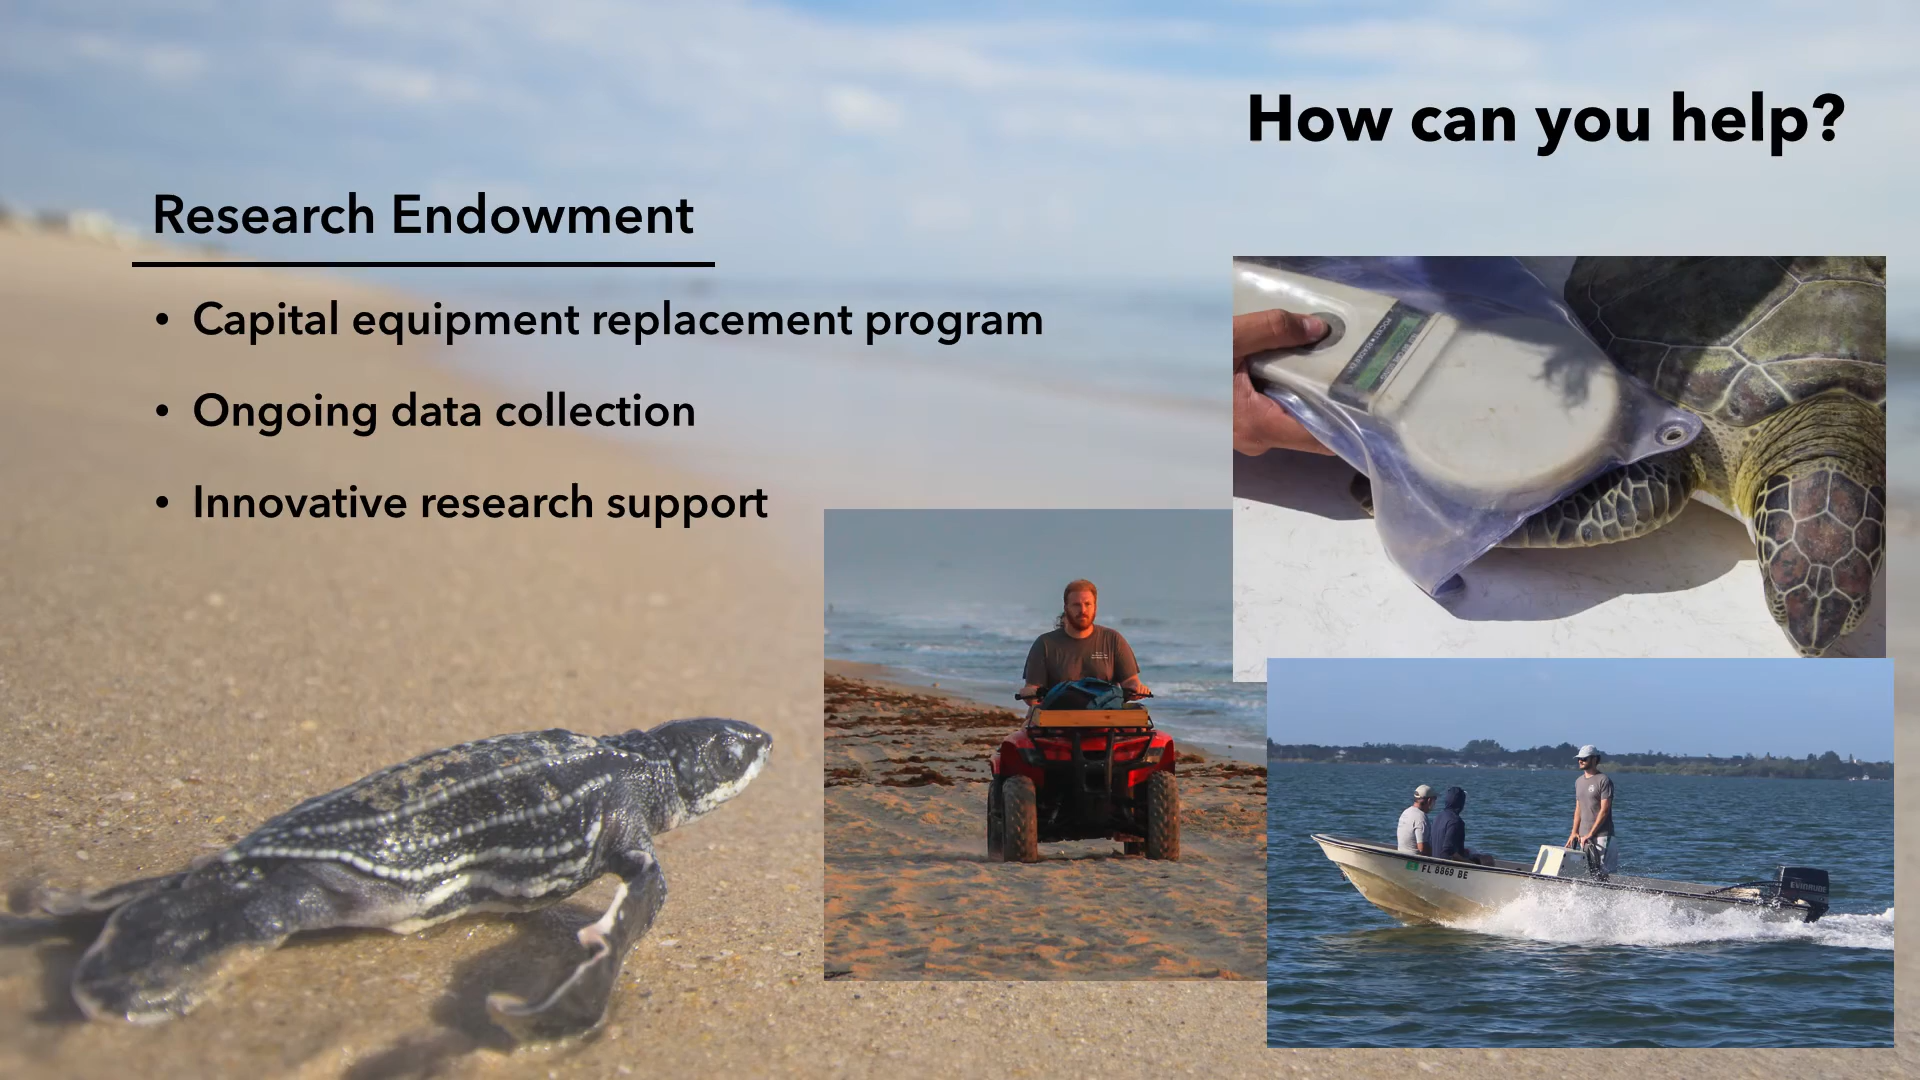 How can you help?
Research Endowment
• Capital equipment replacement program
• Ongoing data collection
• Innovative research support
FL 8869 BE
EVINRUDE